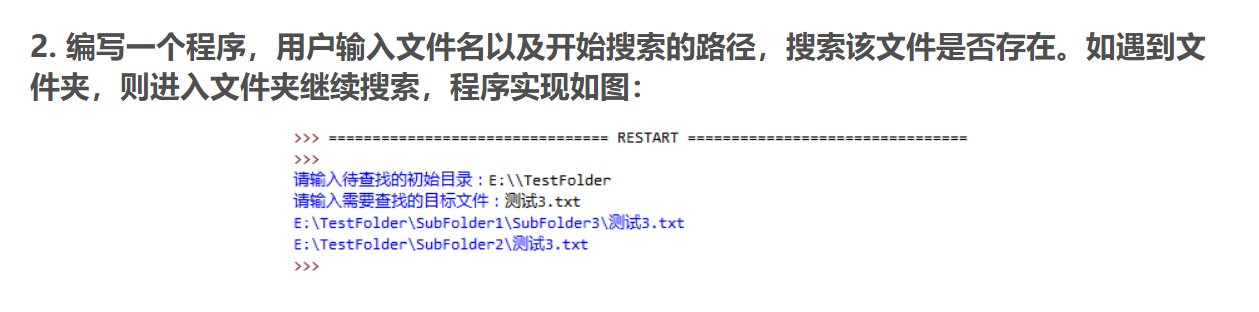 2. 编写一个程序，用户输入文件名以及开始搜索的路径，搜索该文件是否存在。如遇到文
件夹，则进入文件夹继续搜索，程序实现如图：
>>> ================================ RESTART ================================
>>>
请输入待查找的初始目录：E:\\TestFolder
请输入需要查找的目标文件：测试3.txt
E:\TestFolder\SubFolder1\SubFolder3\测试3.txt
E:\TestFolder\SubFolder2\测试3.txt
>>>